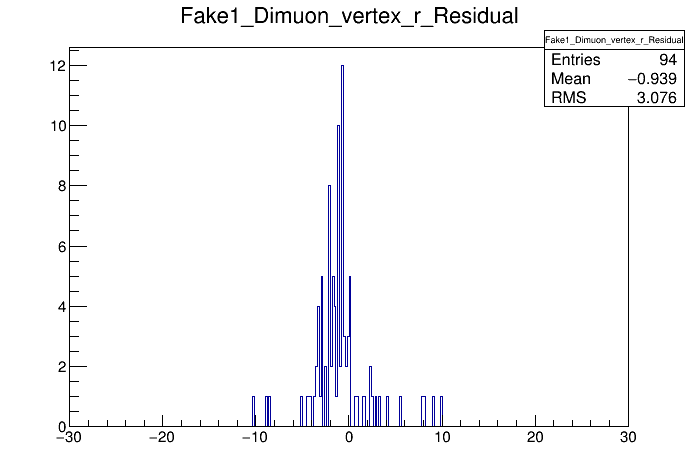 Fake1_Dimuon_vertex_r_Residual
Fake1_Dimuon_vertex_r_Residual
Entries 94
Mean −0.939
RMS 3.076
12
10
8
6
4
2
0
−30 −20 −10 0 10 20 30